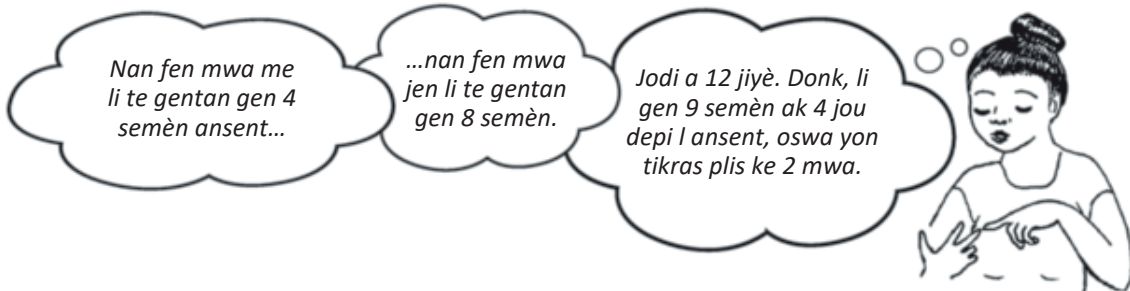 Nan fen mwa me
li te gentan gen 4
semèn ansent...
...nan fen mwa
jen li te gentan
gen 8 semèn.
Jodi a 12 jiyè. Donk, li
gen 9 semèn ak 4 jou
depi l ansent, oswa yon
tikras plis ke 2 mwa.